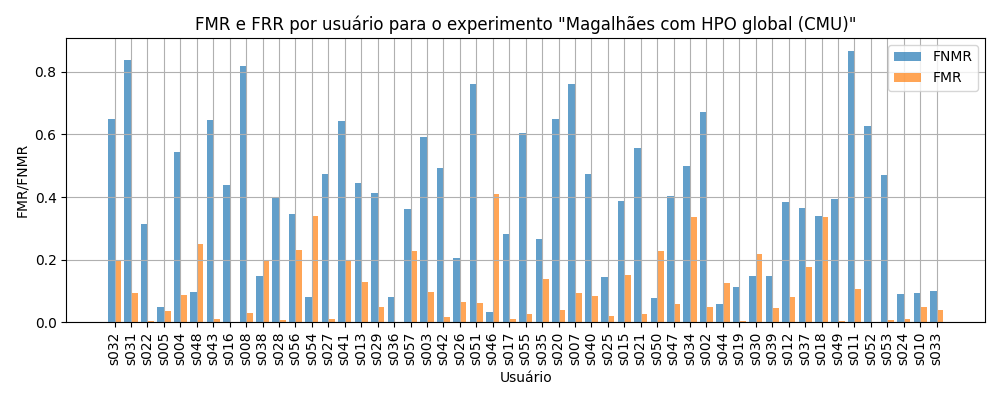 FMR e FRR por usuário para o experimento "Magalhães com HPO global (CMU)"
FNMR
FMR
FMR/FNMR
0.8
0.6
0.4
0.2
0.0
s032 s031 s022 s005 s004 s048 s043 s016 s008 s038 s028 s056 s054 s027 s041 s013 s029 s036 s057 s003 s042 s026 s051 s046 s017 s055 s035 s020 s007 s040 s025 s015 s021 s050 s047 s034 s002 s044 s019 s030 s039 s012 s037 s018 s049 s011 s052 s053 s024 s010 s033
Usuário